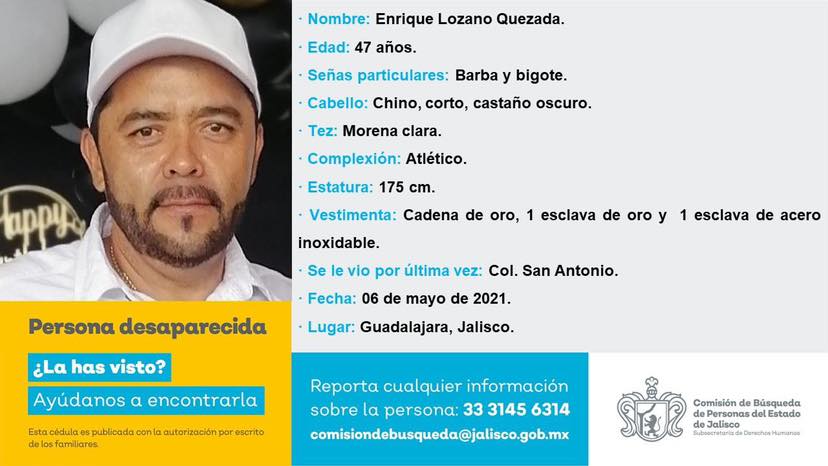 Happy
· Nombre: Enrique Lozano Quezada.
· Edad: 47 años.
· Señas particulares: Barba y bigote.
· Cabello: Chino, corto, castaño oscuro.
· Tez: Morena clara.
· Complexión: Atlético.
· Estatura: 175 cm.
· Vestimenta: Cadena de oro, 1 esclava de oro y 1 esclava de acero
inoxidable.
· Se le vio por última vez: Col. San Antonio.
· Fecha: 06 de mayo de 2021.
· Lugar: Guadalajara, Jalisco.
Persona desaparecida
¿La has visto?
Ayúdanos a encontrarla
Esta cédula es publicada con la autorización por escrito
de los familiares.
Reporta cualquier información
sobre la persona: 33 3145 6314
comisiondebusqueda@jalisco.gob.mx
Comisión de Búsqueda
de Personas del Estado
de Jalisco
Subsecretaría de Derechos Humanos